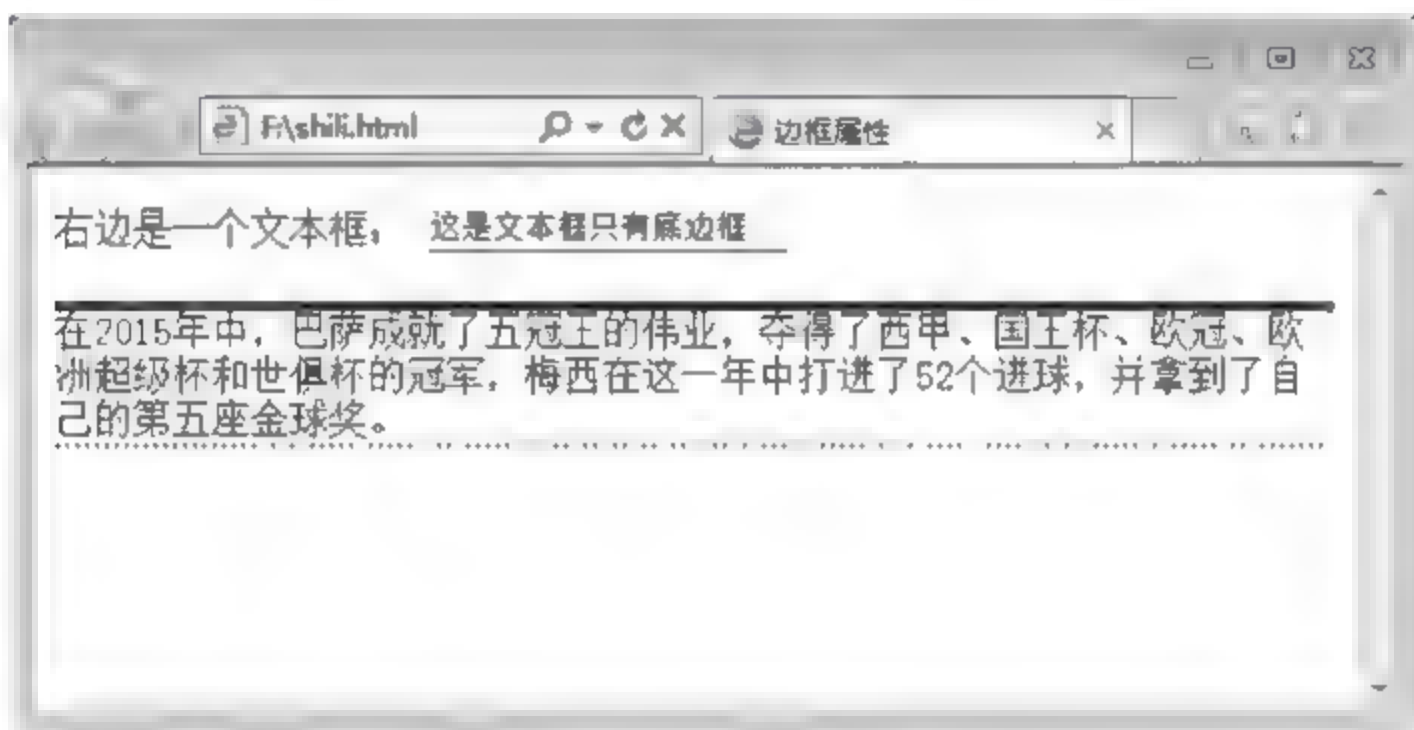 F:\shili.html
边框属性
右边是一个文本框， 这是文本框只有底边框
在2015年中，巴萨成就了五冠王的伟业，夺得了西甲、国王杯、欧冠、欧
洲超级杯和世俱杯的冠军，梅西在这一年中打进了52个进球，并拿到了自
己的第五座金球奖。